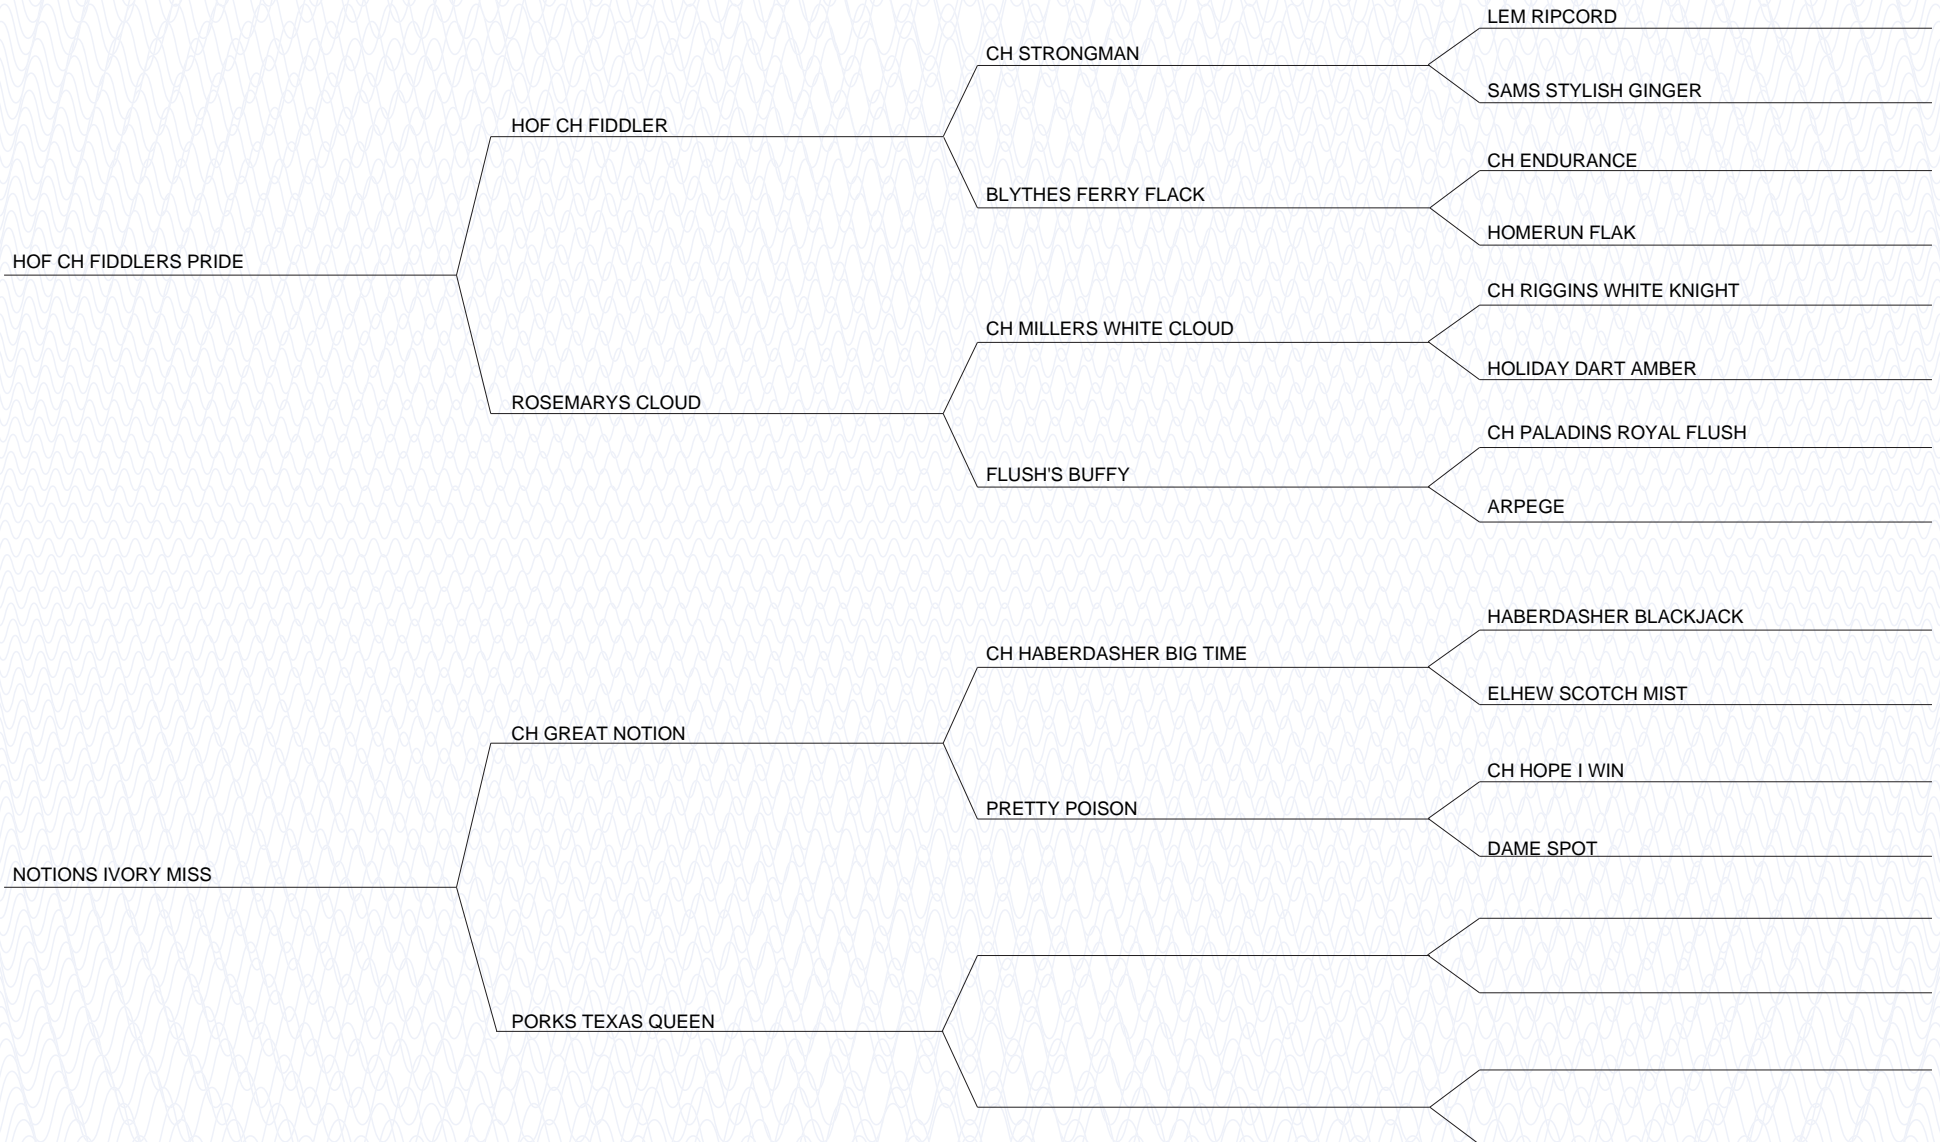 LEM RIPCORD
CH STRONGMAN
SAMS STYLISH GINGER
HOF CH FIDDLER
CH ENDURANCE
BLYTHES FERRY FLACK
HOMERUN FLAK
HOF CH FIDDLERS PRIDE
CH RIGGINS WHITE KNIGHT
CH MILLERS WHITE CLOUD
HOLIDAY DART AMBER
ROSEMARYS CLOUD
CH PALADINS ROYAL FLUSH
FLUSH'S BUFFY
ARPEGE
HABERDASHER BLACKJACK
CH HABERDASHER BIG TIME
ELHEW SCOTCH MIST
CH GREAT NOTION
CH HOPE I WIN
PRETTY POISON
DAME SPOT
NOTIONS IVORY MISS
PORKS TEXAS QUEEN